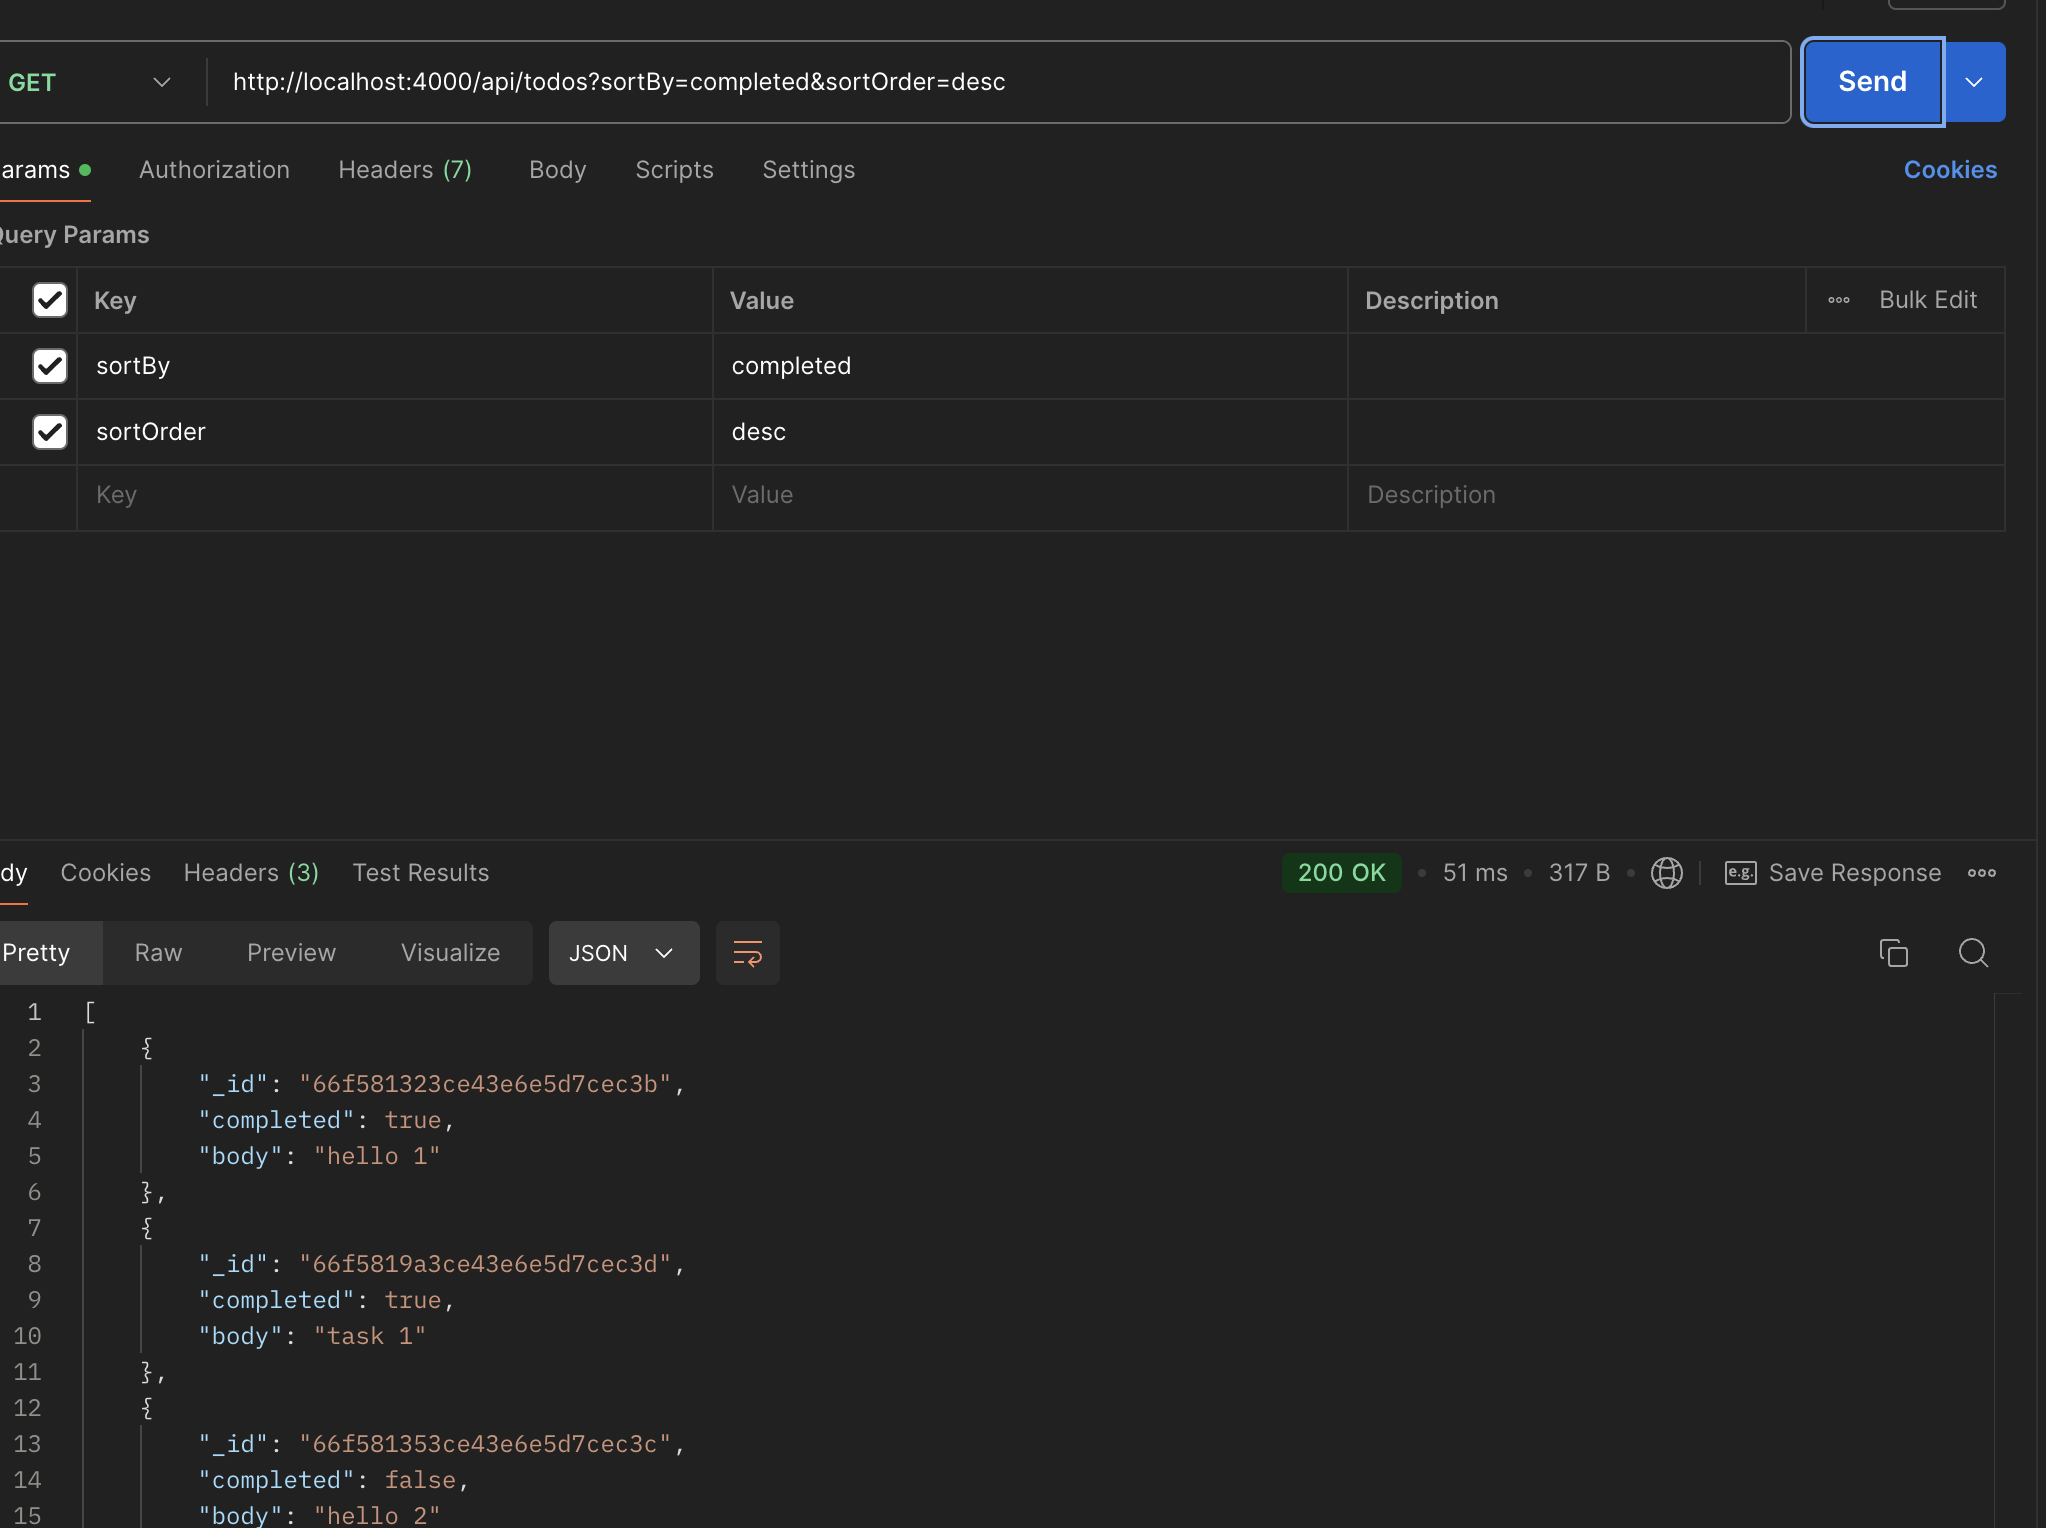 GET http://localhost:4000/api/todos?sortBy=completed&sortOrder=desc Send
arams Authorization Headers (7) Body Scripts Settings Cookies
Query Params
Key Value Description Bulk Edit
sortBy completed
sortOrder desc
Key Value Description
dy Cookies Headers (3) Test Results 200 OK • 51 ms • 317 B • e.g. Save Response
Pretty Raw Preview Visualize JSON
1 [
2 {
3 "_id": "66f581323ce43e6e5d7cec3b",
4 "completed": true,
5 "body": "hello 1"
6 },
7 {
8 "_id": "66f5819a3ce43e6e5d7cec3d",
9 "completed": true,
10 "body": "task 1"
11 },
12 {
13 "_id": "66f581353ce43e6e5d7cec3c",
14 "completed": false,
15 "body": "hello 2"